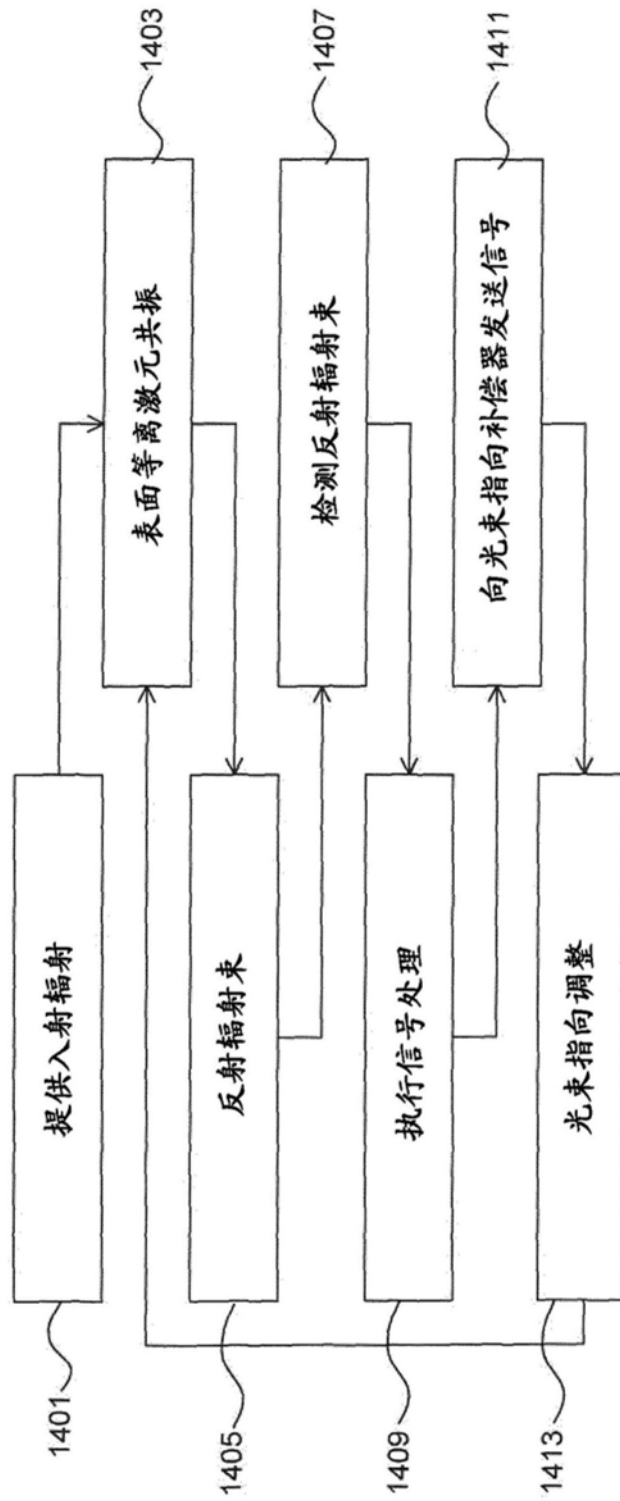 1401
提供入射辐射
1403
表面等离激元共振
1405
反射辐射束
1407
检测反射辐射束
1409
执行信号处理
1411
向光束指向补偿器发送信号
1413
光束指向调整